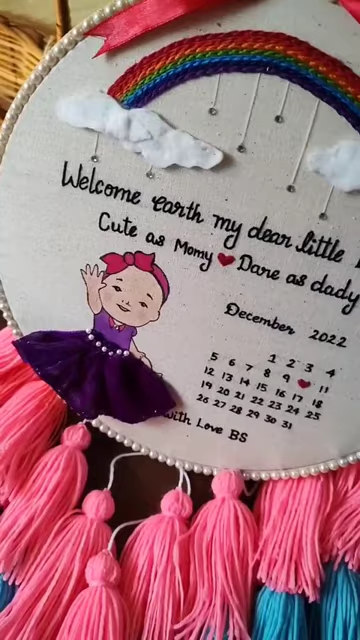 Welcome earth my dear little
Cute as Momy ❤ Dare as dady
December 2022
1 2 3 4
5 6 7 8 9 ❤ 11
12 13 14 15 16 17 18
19 20 21 22 23 24 25
26 27 28 29 30 31
with Love BS